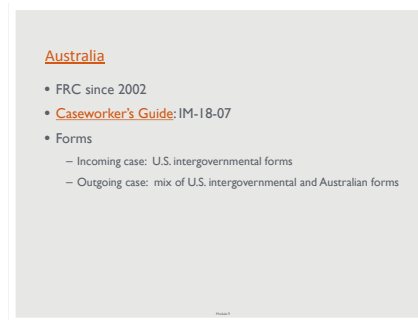 Australia
• FRC since 2002
• Caseworker's Guide: IM-18-07
• Forms
– Incoming case: U.S. intergovernmental forms
– Outgoing case: mix of U.S. intergovernmental and Australian forms